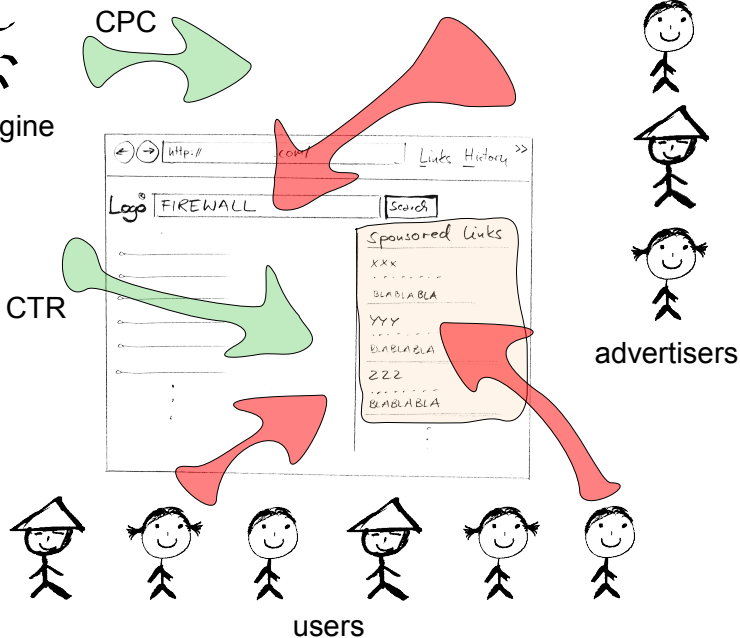 CPC
gine
http:// .com/ Links History >>
Logo FIREWALL Search
Sponsored Links
XXX
BLABLABLA
YYY
BLABLABLA
ZZZ
BLABLABLA
CTR
advertisers
users